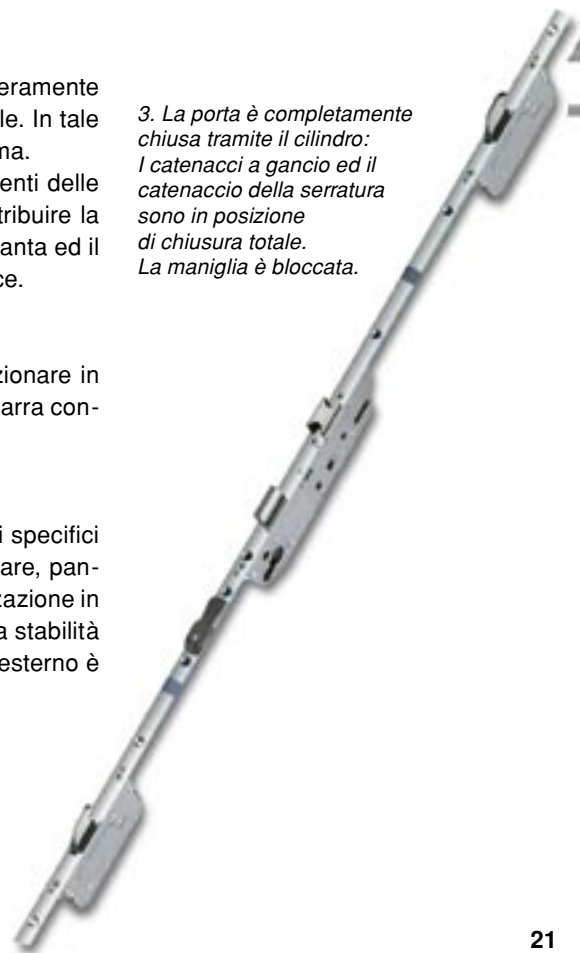 eramente
le. In tale
ma.
enti delle
tribuire la
anta ed il
ce.
zionare in
arra con-
i specifici
are, pan-
zazione in
a stabilità
esterno è
3. La porta è completamente
chiusa tramite il cilindro:
I catenacci a gancio ed il
catenaccio della serratura
sono in posizione
di chiusura totale.
La maniglia è bloccata.
21